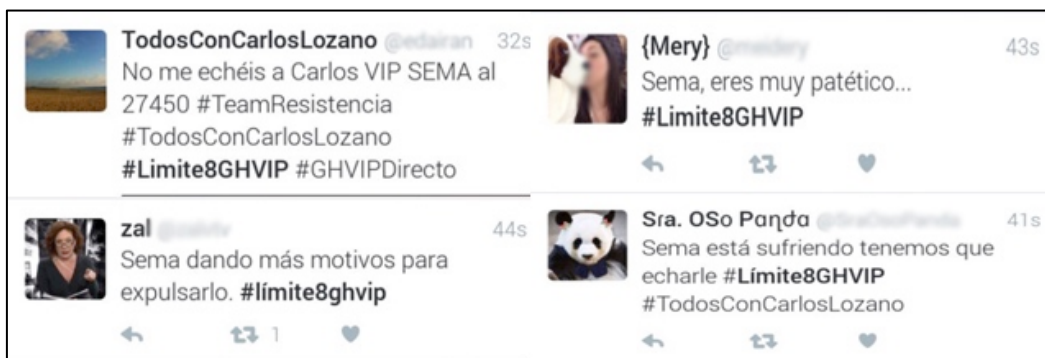 TodosConCarlosLozano 32s
No me echéis a Carlos VIP SEMA al
27450 #TeamResistencia
#TodosConCarlosLozano
#Limite8GHVIP #GHVIPDirecto
zal 44s
Sema dando más motivos para
expulsarlo. #límite8ghvip
1
{Mery} 43s
Sema, eres muy patético...
#Limite8GHVIP
Sra. OSo Panda 41s
Sema está sufriendo tenemos que
echarle #Límite8GHVIP
#TodosConCarlosLozano